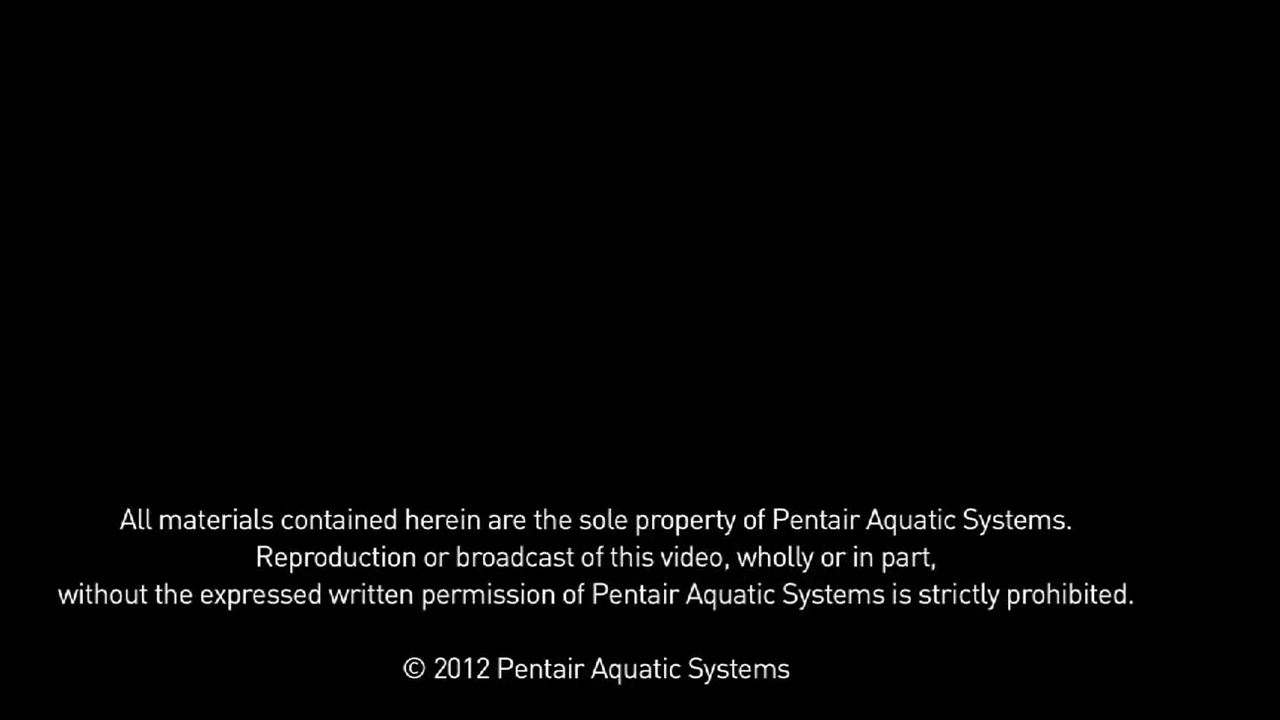 All materials contained herein are the sole property of Pentair Aquatic Systems.
Reproduction or broadcast of this video, wholly or in part,
without the expressed written permission of Pentair Aquatic Systems is strictly prohibited.
© 2012 Pentair Aquatic Systems